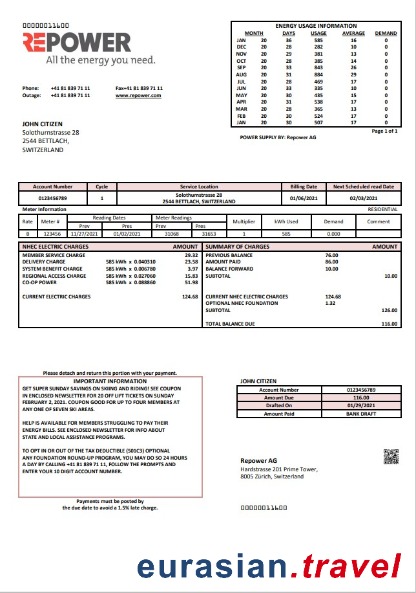 00000011600
REPOWER
All the energy you need.
Phone: +41 81 839 71 11 Fax+41 81 839 71 11
Outage: +41 81 839 71 11 www.repower.com
JOHN CITIZEN
Solothurnstrasse 28
2544 BETTLACH,
SWITZERLAND
ENERGY USAGE INFORMATION
MONTH DAYS USAGE AVERAGE DEMAND
JAN 20 36 585 16 0
DEC 20 26 282 10 0
NOV 20 29 381 13 0
OCT 20 28 385 14 0
SEP 20 33 843 26 0
AUG 20 31 884 29 0
JUL 20 28 469 17 0
JUN 20 33 335 10 0
MAY 20 30 435 15 0
APR 20 31 538 17 0
MAR 20 28 365 13 0
FEB 20 30 524 17 0
JAN 20 30 507 17 0
Page 1 of 1
POWER SUPPLY BY: Repower AG
Account Number Cycle Service Location Billing Date Next Scheduled read Date
0123456789 1 Solothurnstrasse 28 01/06/2021 02/03/2021
2544 BETTLACH, SWITZERLAND
Meter Information RESIDENTIAL
Rate Meter # Reading Dates Meter Readings Multiplier kWh Used Demand Comment
Prev Pres Prev Pres
8 123456 11/27/2021 01/02/2021 31068 31653 1 585 0.000
NHEC ELECTRIC CHARGES AMOUNT
MEMBER SERVICE CHARGE 29.32
DELIVERY CHARGE 585 kWh x 0.040310 23.58
SYSTEM BENEFIT CHARGE 585 kWh x 0.006780 3.97
REGIONAL ACCESS CHARGE 585 kWh x 0.027060 15.83
CO-OP POWER 585 kWh x 0.088860 51.98
CURRENT ELECTRIC CHARGES 124.68
SUMMARY OF CHARGES AMOUNT
PREVIOUS BALANCE 76.00
AMOUNT PAID 86.00
BALANCE FORWARD 10.00
SUBTOTAL 10.00
CURRENT NHEC ELECTRIC CHARGES 124.68
OPTIONAL NHEC FOUNDATION 1.32
SUBTOTAL 126.00
TOTAL BALANCE DUE 116.00
Please detach and return this portion with your payment.
IMPORTANT INFORMATION
GET SUPER SUNDAY SAVINGS ON SKIING AND RIDING! SEE COUPON
IN ENCLOSED NEWSLETTER FOR 20 OFF LIFT TICKETS ON SUNDAY
FEBRUARY 2, 2021. COUPON GOOD FOR UP TO FOUR MEMBERS AT
ANY ONE OF SEVEN SKI AREAS.
HELP IS AVAILABLE FOR MEMBERS STRUGGLING TO PAY THEIR
ENERGY BILLS. SEE ENCLOSED NEWSLETTER FOR INFO ABOUT
STATE AND LOCAL ASSISTANCE PROGRAMS.
TO OPT IN OR OUT OF THE TAX DEDUCTIBLE (501C3) OPTIONAL
ANY FOUNDATION ROUND-UP PROGRAM, YOU MAY DO SO 24 HOURS
A DAY BY CALLING +41 81 839 71 11, FOLLOW THE PROMPTS AND
ENTER YOUR 10 DIGIT ACCOUNT NUMBER.
Payments must be posted by
the due date to avoid a 1.5% late charge.
JOHN CITIZEN
Account Number 0123456789
Amount Due 116.00
Drafted On 01/29/2021
Amount Paid BANK DRAFT
Repower AG
Hardstrasse 201 Prime Tower,
8005 Zürich, Switzerland
00000011600
eurasian.travel